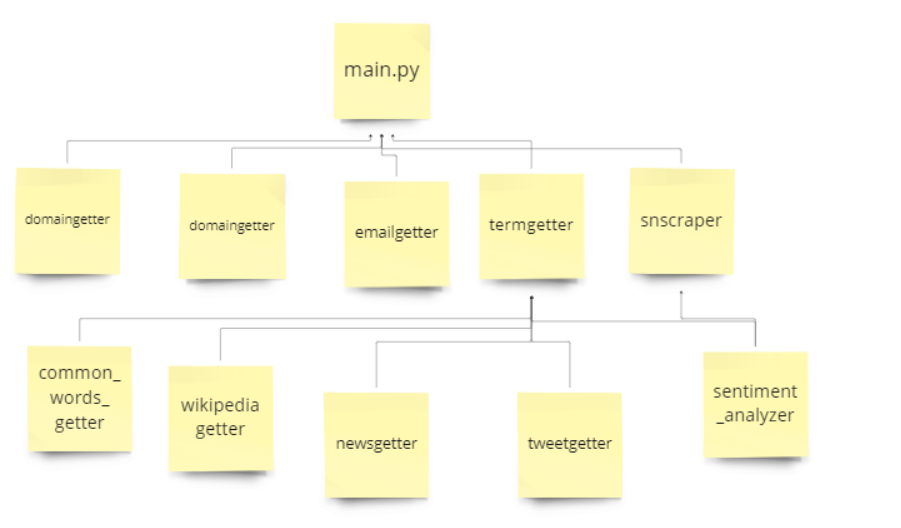 main.py
domaingetter
domaingetter
emailgetter
termgetter
snscraper
common_
words_
getter
wikipedia
getter
newsgetter
tweetgetter
sentiment
_analyzer